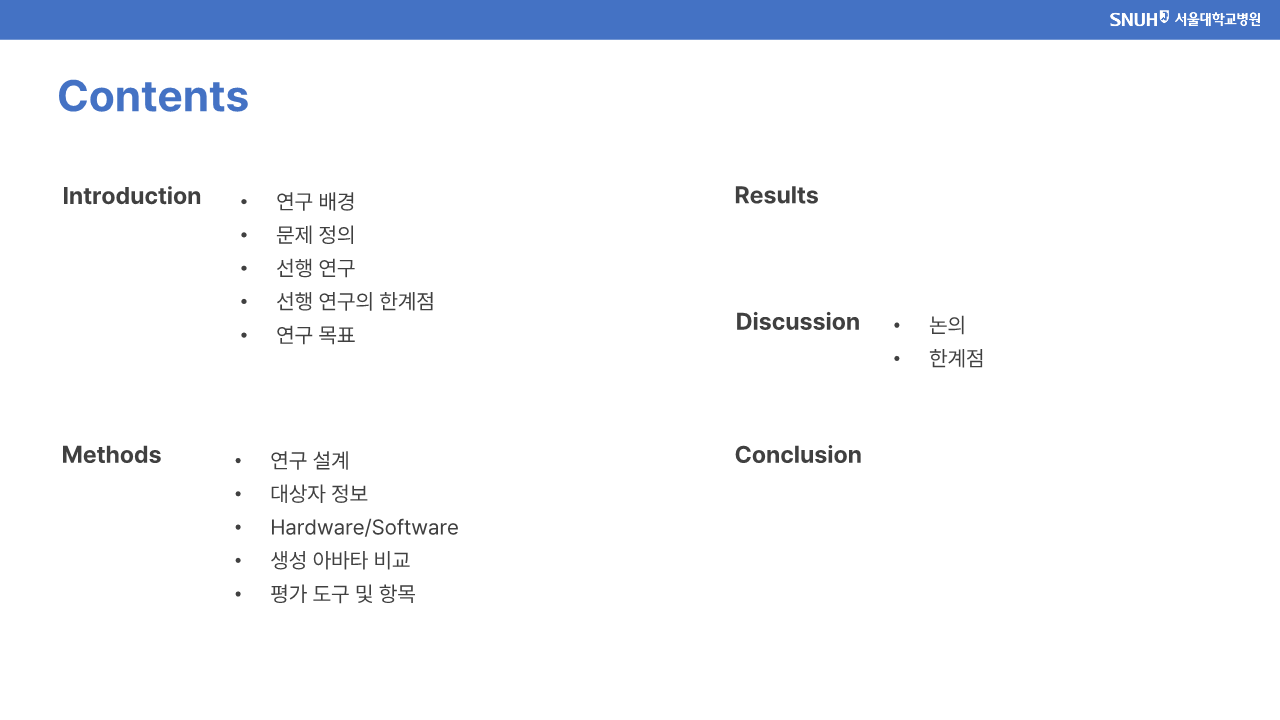 SNUH 서울대학교병원
Contents
Introduction
• 연구 배경
• 문제 정의
• 선행 연구
• 선행 연구의 한계점
• 연구 목표
Methods
• 연구 설계
• 대상자 정보
• Hardware/Software
• 생성 아바타 비교
• 평가 도구 및 항목
Results
Discussion
• 논의
• 한계점
Conclusion